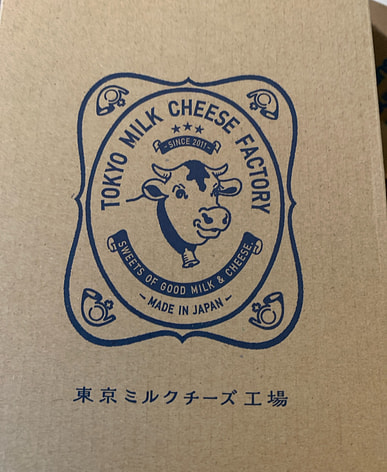 TOKYO MILK CHEESE FACTORY
- SINCE 2011 -
SWEETS OF GOOD MILK & CHEESE
- MADE IN JAPAN -
東京ミルクチーズ工場